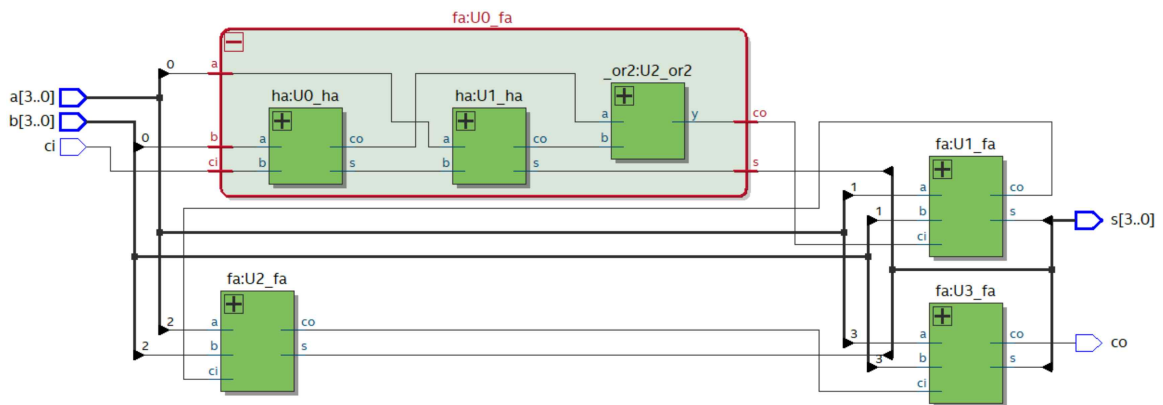 fa:U0_fa
a[3..0]
b[3..0]
ci
0
0
a
b
ci
ha:U0_ha
a
b
co
s
ha:U1_ha
a
b
co
s
_or2:U2_or2
a
b
y
co
s
fa:U1_fa
1
1
a
b
ci
co
s
s[3..0]
fa:U2_fa
2
2
a
b
ci
co
s
fa:U3_fa
3
3
a
b
ci
co
s
co